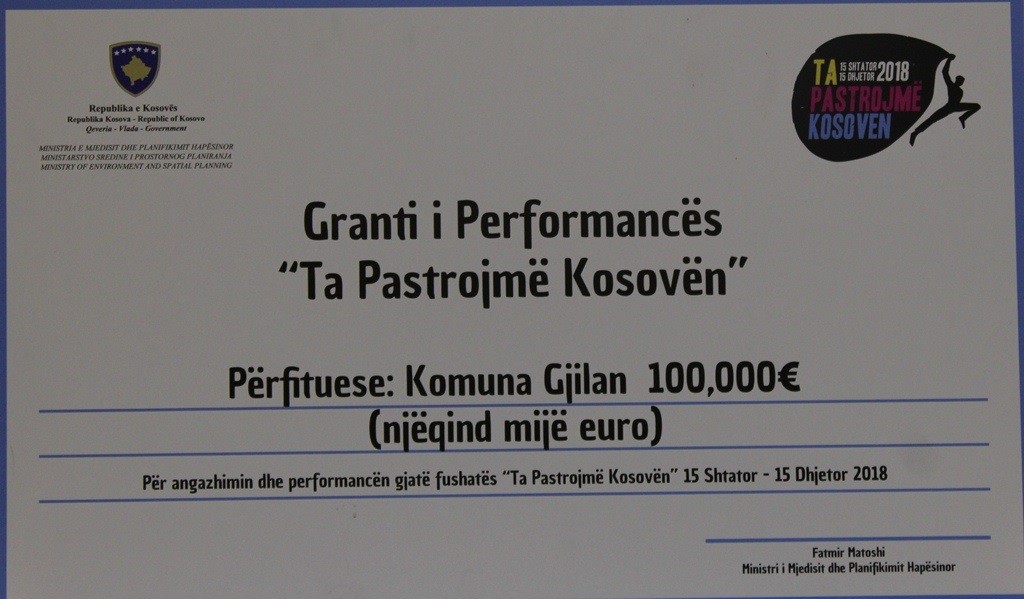 Republika e Kosovës
Republika Kosova - Republic of Kosovo
Qeveria - Vlada - Government
MINISTRIA E MJEDISIT DHE PLANIFIKIMIT HAPËSINOR
MINISTARSTVO SREDINE I PROSTORNOG PLANIRANJA
MINISTRY OF ENVIRONMENT AND SPATIAL PLANNING
TA 15 SHTATOR 15 DHJETOR 2018
PASTROJMË
KOSOVEN
Granti i Performancës
“Ta Pastrojmë Kosovën”
Përfituese: Komuna Gjilan 100,000€
(njëqind mijë euro)
Për angazhimin dhe performancën gjatë fushatës “Ta Pastrojmë Kosovën” 15 Shtator - 15 Dhjetor 2018
Fatmir Matoshi
Ministri i Mjedisit dhe Planifikimit Hapësinor